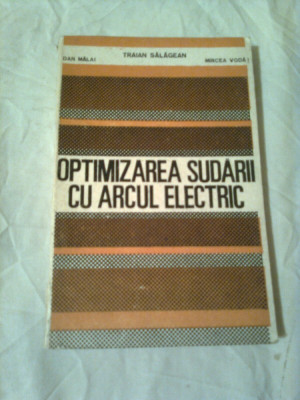 TRAIAN SĂLĂGEAN
DAN MĂLAI MIRCEA VODĂ
OPTIMIZAREA SUDĂRII
CU ARCUL ELECTRIC